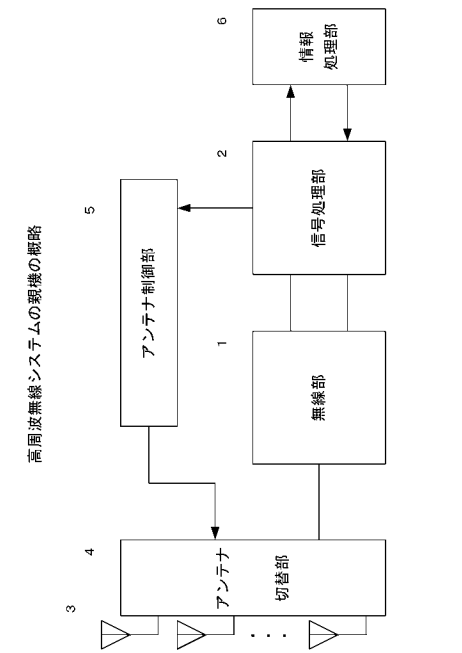 高周波無線システムの親機の概略
3
4
5
1
2
6
アンテナ
切替部
アンテナ制御部
無線部
信号処理部
情報
処理部
・・・